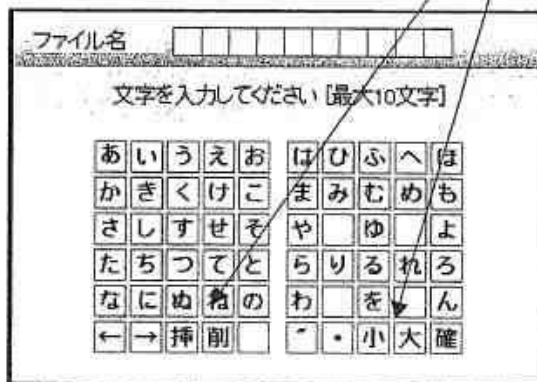 ファイル名
文字を入力してください [最大10文字]
あ い う え お は ひ ふ へ ほ
か き く け こ ま み む め も
さ し す せ そ や ゆ よ
た ち つ て と ら り る れ ろ
な に ぬ ね の わ を ん
← → 挿 削 ゛ ゜ 小 大 確